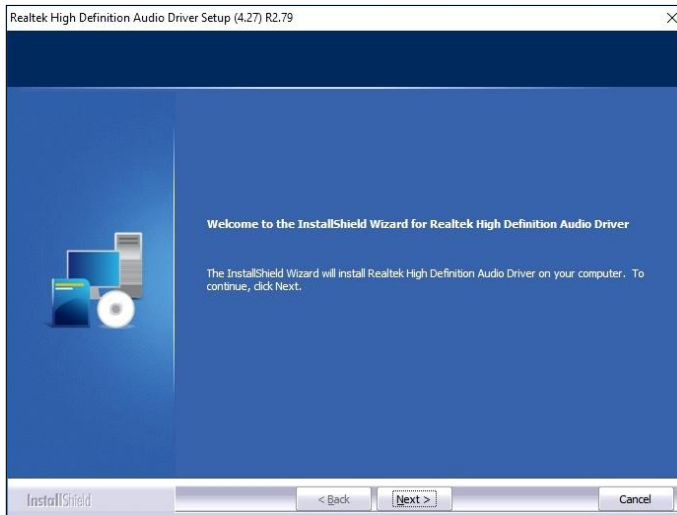 Realtek High Definition Audio Driver Setup (4.27) R2.79
Welcome to the InstallShield Wizard for Realtek High Definition Audio Driver
The InstallShield Wizard will install Realtek High Definition Audio Driver on your computer. To
continue, click Next.
InstallShield
< Back
Next >
Cancel